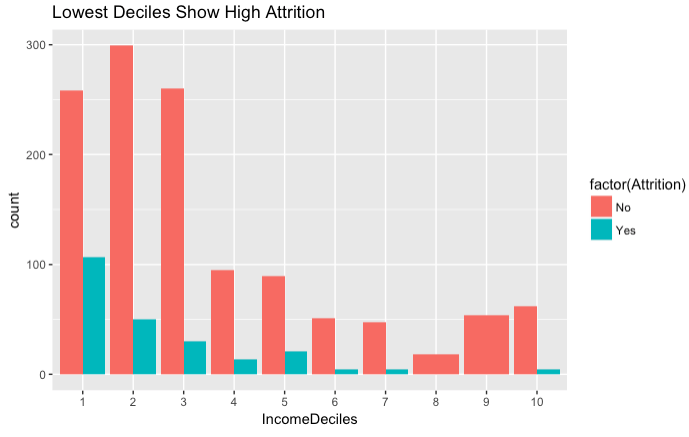 Lowest Deciles Show High Attrition
300
200
100
0
count
1 2 3 4 5 6 7 8 9 10
IncomeDeciles
factor(Attrition)
No
Yes